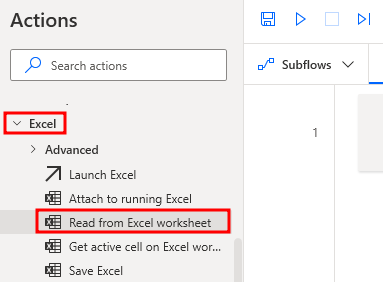 Actions
Search actions
Subflows
Excel
Advanced
Launch Excel
Attach to running Excel
Read from Excel worksheet
Get active cell on Excel wor...
Save Excel
1